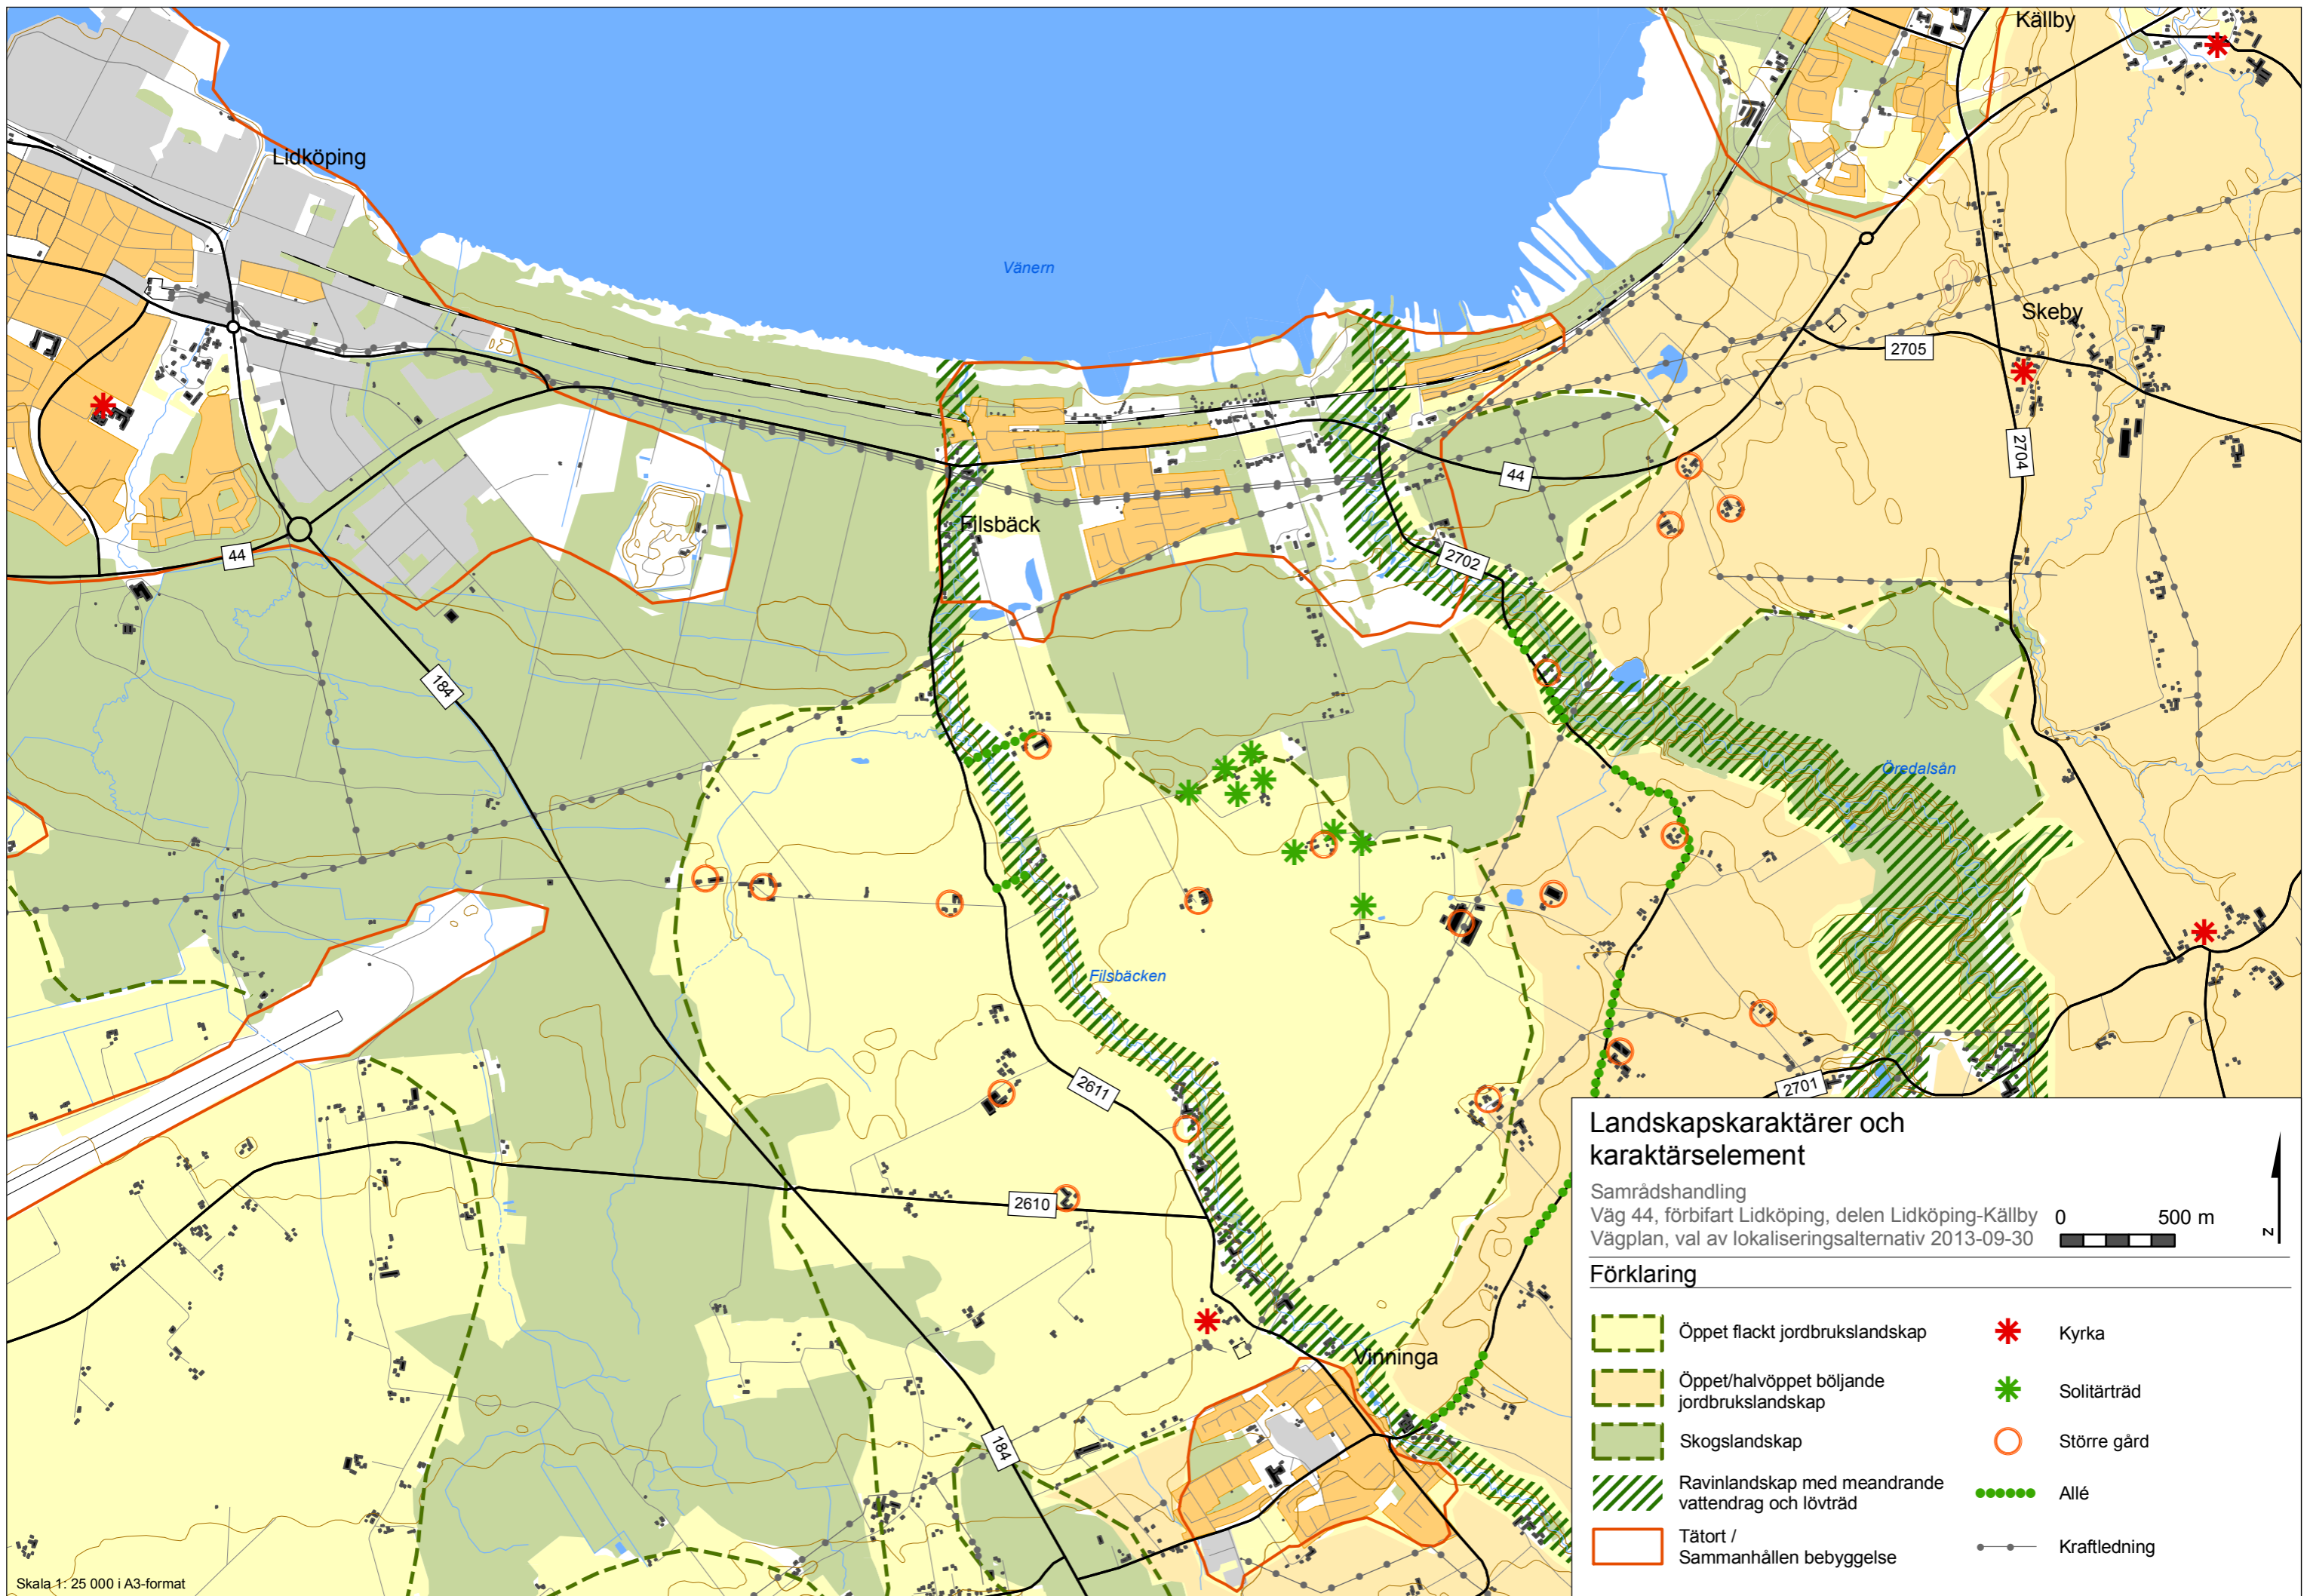 Källby
Lidköping
Vänern
Skeby
2705
2704
44
Filsbäck
44
2702
184
Öredalsån
Filsbäcken
2611
2701
2610
Vinninga
184
Landskapskaraktärer och
karaktärselement
Samrådshandling
Väg 44, förbifart Lidköping, delen Lidköping-Källby
Vägplan, val av lokaliseringsalternativ 2013-09-30
0 500 m
N
Förklaring
Öppet flackt jordbrukslandskap
Öppet/halvöppet böljande
jordbrukslandskap
Skogslandskap
Ravinlandskap med meandrande
vattendrag och lövträd
Tätort /
Sammanhållen bebyggelse
Kyrka
Solitärträd
Större gård
Allé
Kraftledning
Skala 1: 25 000 i A3-format